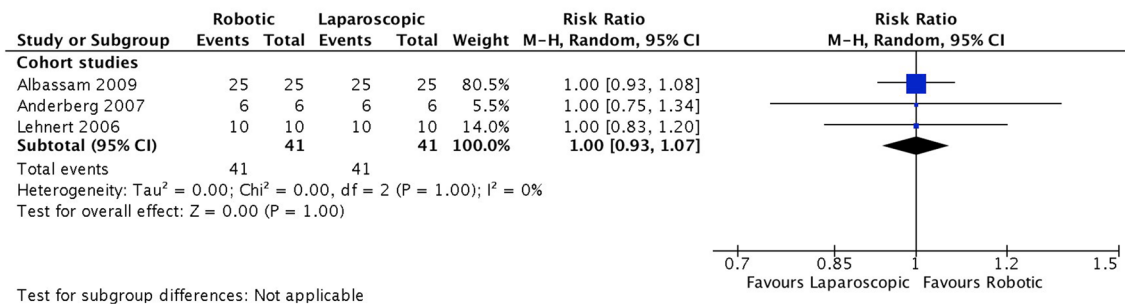 Robotic Laparoscopic Risk Ratio Risk Ratio
Study or Subgroup Events Total Events Total Weight M-H, Random, 95% CI M-H, Random, 95% CI
Cohort studies
Albassam 2009 25 25 25 25 80.5% 1.00 [0.93, 1.08]
Anderberg 2007 6 6 6 6 5.5% 1.00 [0.75, 1.34]
Lehnert 2006 10 10 10 10 14.0% 1.00 [0.83, 1.20]
Subtotal (95% CI) 41 41 100.0% 1.00 [0.93, 1.07]
Total events 41 41
Heterogeneity: Tau² = 0.00; Chi² = 0.00, df = 2 (P = 1.00); I² = 0%
Test for overall effect: Z = 0.00 (P = 1.00)
0.7 0.85 1 1.2 1.5
Favours Laparoscopic Favours Robotic
Test for subgroup differences: Not applicable